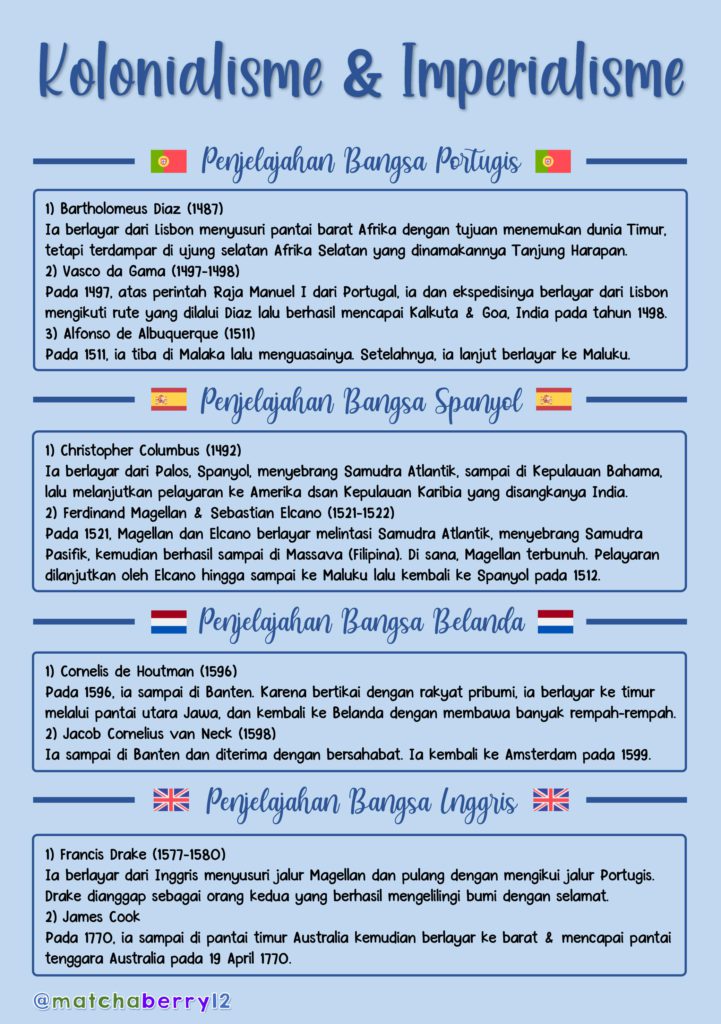 Kolonialisme & Imperialisme
Penjelajahan Bangsa Portugis
1) Bartholomeus Diaz (1487)
Ia berlayar dari Lisbon menyusuri pantai barat Afrika dengan tujuan menemukan dunia Timur,
tetapi terdampar di ujung selatan Afrika Selatan yang dinamakannya Tanjung Harapan.
2) Vasco da Gama (1497-1498)
Pada 1497, atas perintah Raja Manuel I dari Portugal, ia dan ekspedisinya berlayar dari Lisbon
mengikuti rute yang dilalui Diaz lalu berhasil mencapai Kalkuta & Goa, India pada tahun 1498.
3) Alfonso de Albuquerque (1511)
Pada 1511, ia tiba di Malaka lalu menguasainya. Setelahnya, ia lanjut berlayar ke Maluku.
Penjelajahan Bangsa Spanyol
1) Christopher Columbus (1492)
Ia berlayar dari Palos, Spanyol, menyebrang Samudra Atlantik, sampai di Kepulauan Bahama,
lalu melanjutkan pelayaran ke Amerika dsan Kepulauan Karibia yang disangkanya India.
2) Ferdinand Magellan & Sebastian Elcano (1521-1522)
Pada 1521, Magellan dan Elcano berlayar melintasi Samudra Atlantik, menyebrang Samudra
Pasifik, kemudian berhasil sampai di Massava (Filipina). Di sana, Magellan terbunuh. Pelayaran
dilanjutkan oleh Elcano hingga sampai ke Maluku lalu kembali ke Spanyol pada 1512.
Penjelajahan Bangsa Belanda
1) Cornelis de Houtman (1596)
Pada 1596, ia sampai di Banten. Karena bertikai dengan rakyat pribumi, ia berlayar ke timur
melalui pantai utara Jawa, dan kembali ke Belanda dengan membawa banyak rempah-rempah.
2) Jacob Cornelius van Neck (1598)
Ia sampai di Banten dan diterima dengan bersahabat. Ia kembali ke Amsterdam pada 1599.
Penjelajahan Bangsa Inggris
1) Francis Drake (1577-1580)
Ia berlayar dari Inggris menyusuri jalur Magellan dan pulang dengan mengikui jalur Portugis.
Drake dianggap sebagai orang kedua yang berhasil mengelilingi bumi dengan selamat.
2) James Cook
Pada 1770, ia sampai di pantai timur Australia kemudian berlayar ke barat & mencapai pantai
tenggara Australia pada 19 April 1770.
@matchaberry12